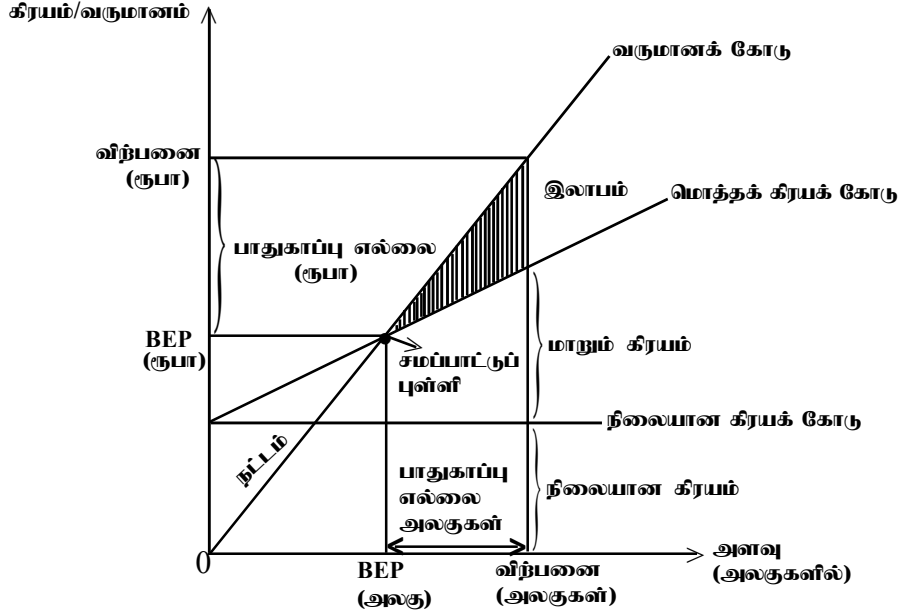 கிரயம்/வருமானம்
வருமானக் கோடு
விற்பனை
(ரூபா)
இலாபம்
மொத்தக் கிரயக் கோடு
பாதுகாப்பு எல்லை
(ரூபா)
BEP
(ரூபா)
சமப்பாட்டுப்
புள்ளி
மாறும் கிரயம்
நிலையான கிரயக் கோடு
நட்டம்
பாதுகாப்பு
எல்லை
அலகுகள்
நிலையான கிரயம்
0
BEP
(அலகு)
விற்பனை
(அலகுகள்)
அளவு
(அலகுகளில்)